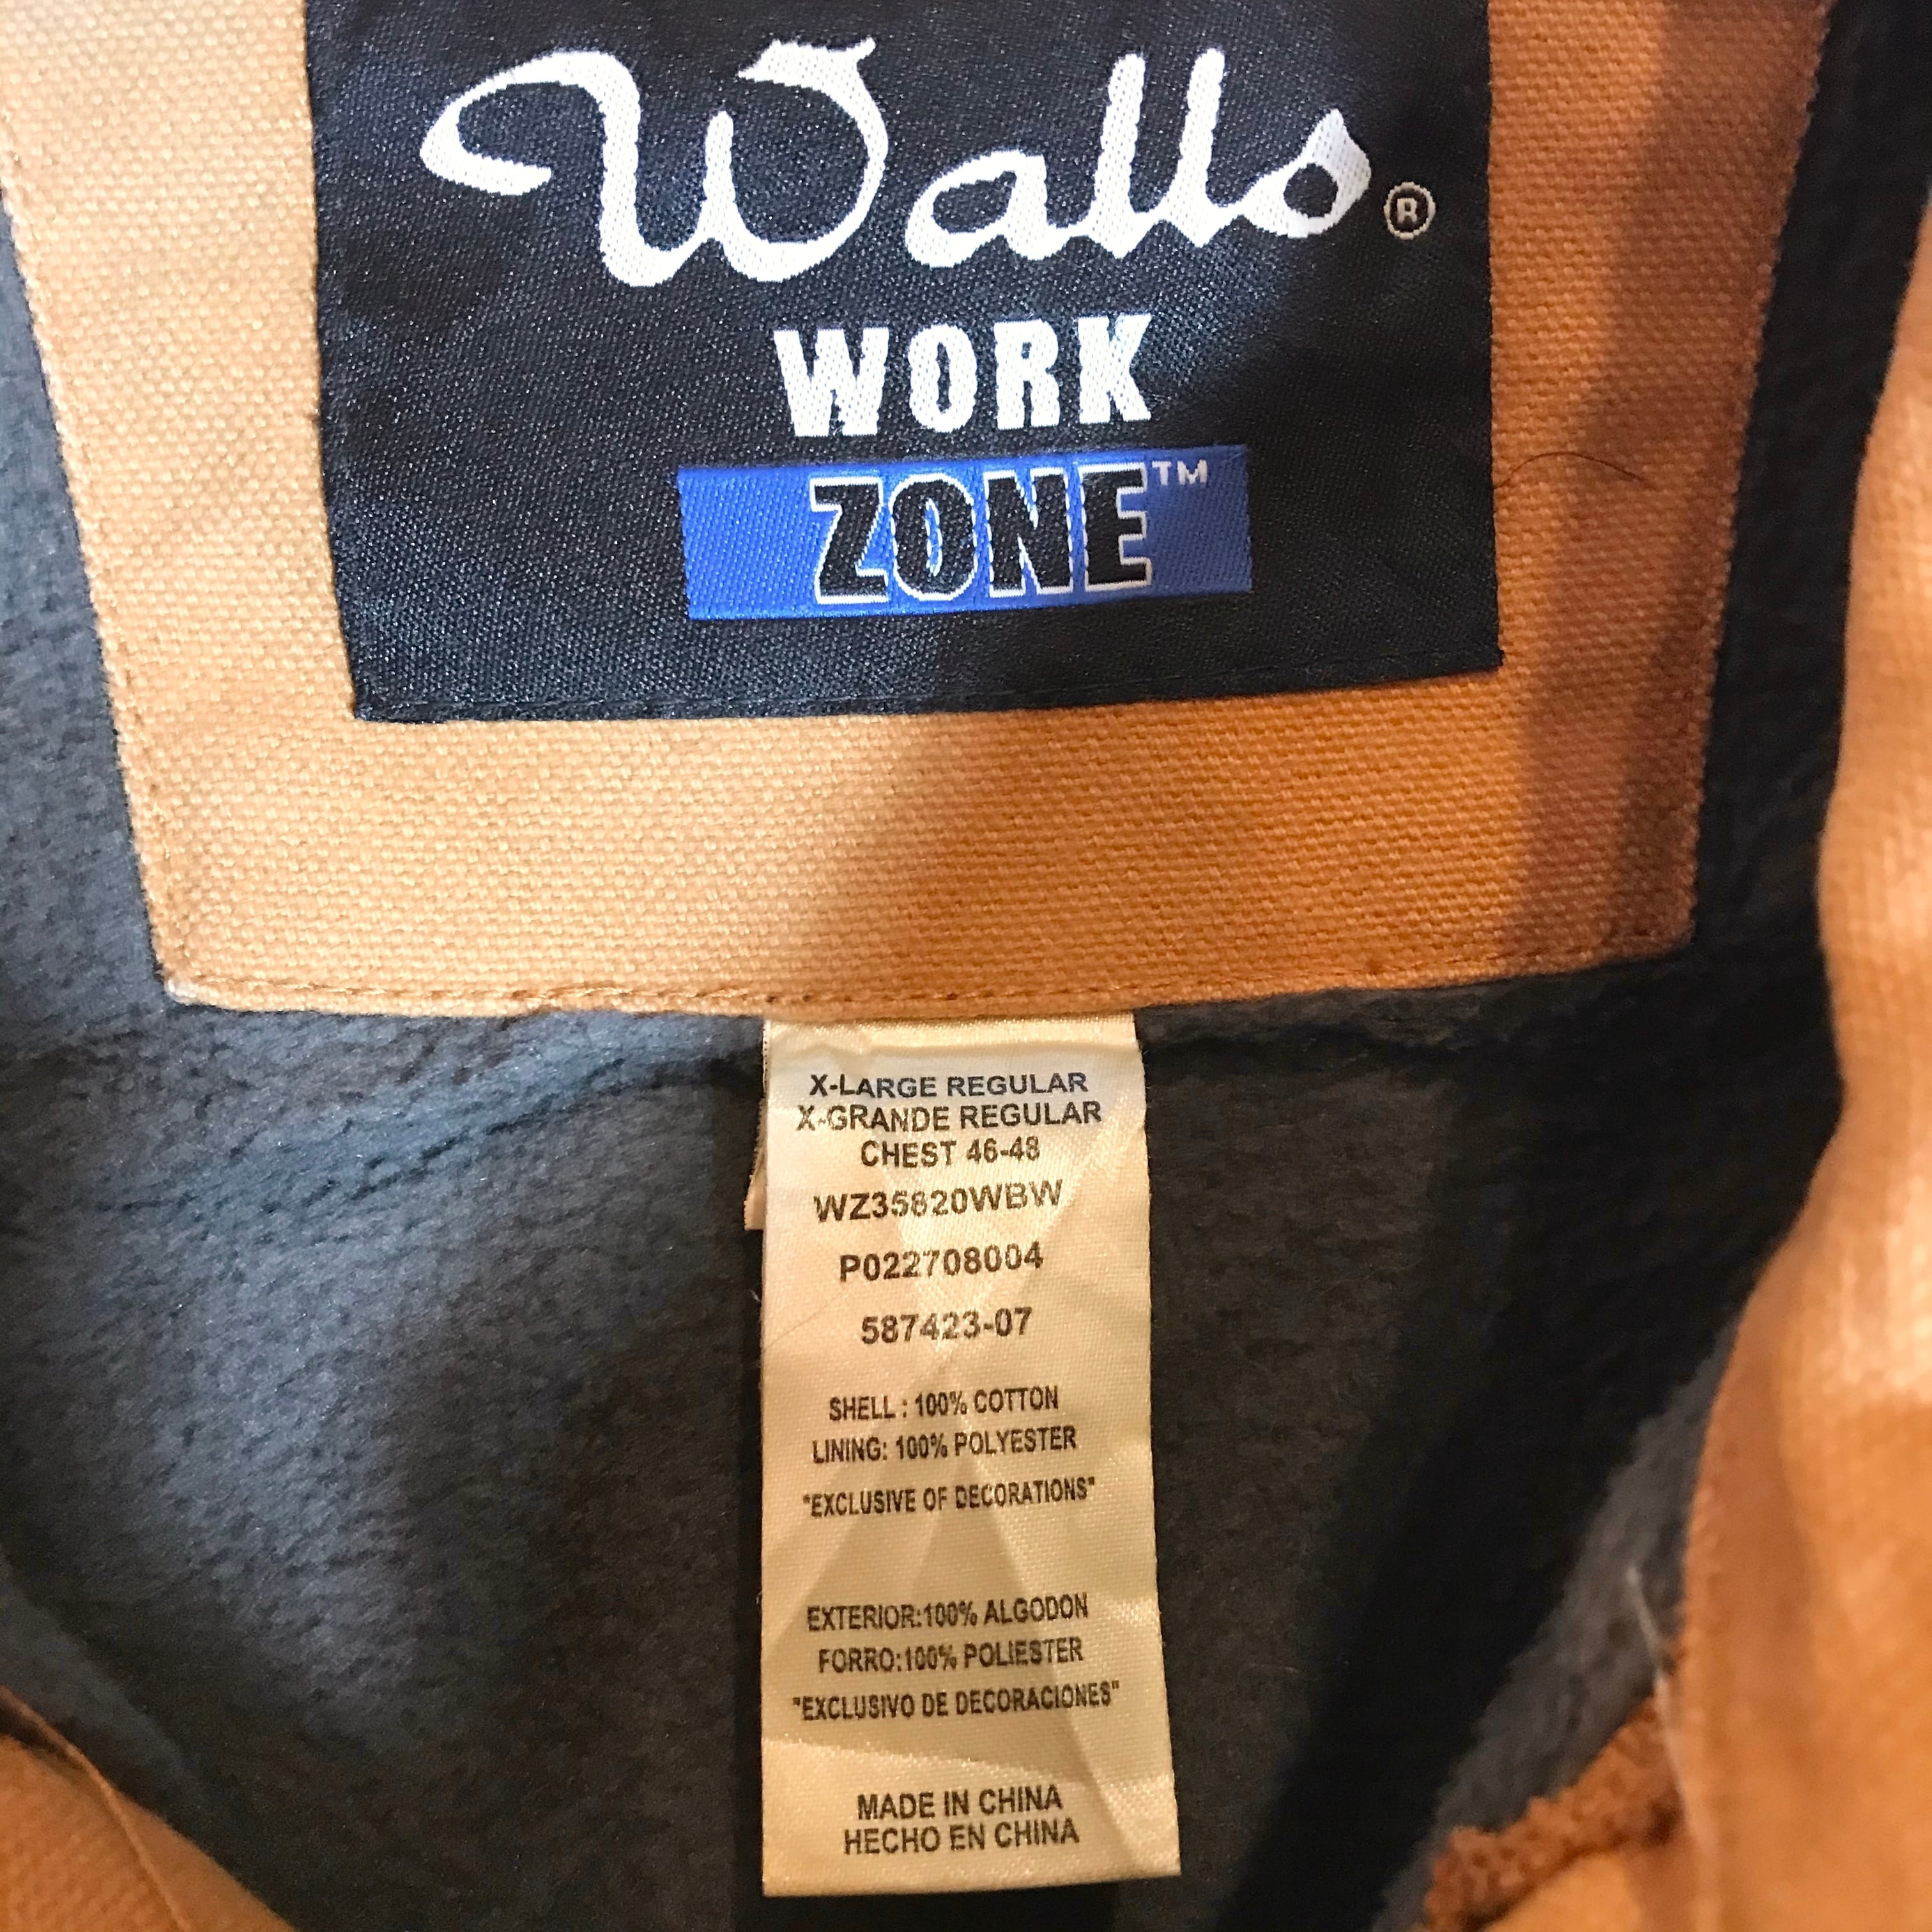 Walls®
WORK
ZONE™
X-LARGE REGULAR
X-GRANDE REGULAR
CHEST 46-48
WZ35820WBW
P022708004
587423-07
SHELL : 100% COTTON
LINING: 100% POLYESTER
"EXCLUSIVE OF DECORATIONS"
EXTERIOR:100% ALGODON
FORRO:100% POLIESTER
"EXCLUSIVO DE DECORACIONES"
MADE IN CHINA
HECHO EN CHINA